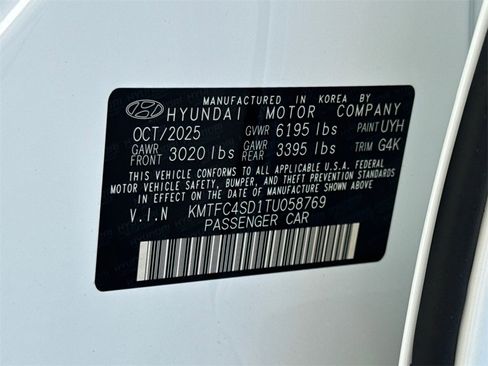 MANUFACTURED IN KOREA BY
HYUNDAI MOTOR COMPANY
OCT/2025 GVWR 6195 lbs PAINT UYH
GAWR FRONT 3020 lbs GAWR REAR 3395 lbs TRIM G4K
THIS VEHICLE CONFORMS TO ALL APPLICABLE U.S.A. FEDERAL
MOTOR VEHICLE SAFETY, BUMPER, AND THEFT PREVENTION
STANDARDS IN EFFECT ON THE DATE OF MANUFACTURE SHOWN ABOVE.
V.I.N KMTFC4SD1TU058769
PASSENGER CAR